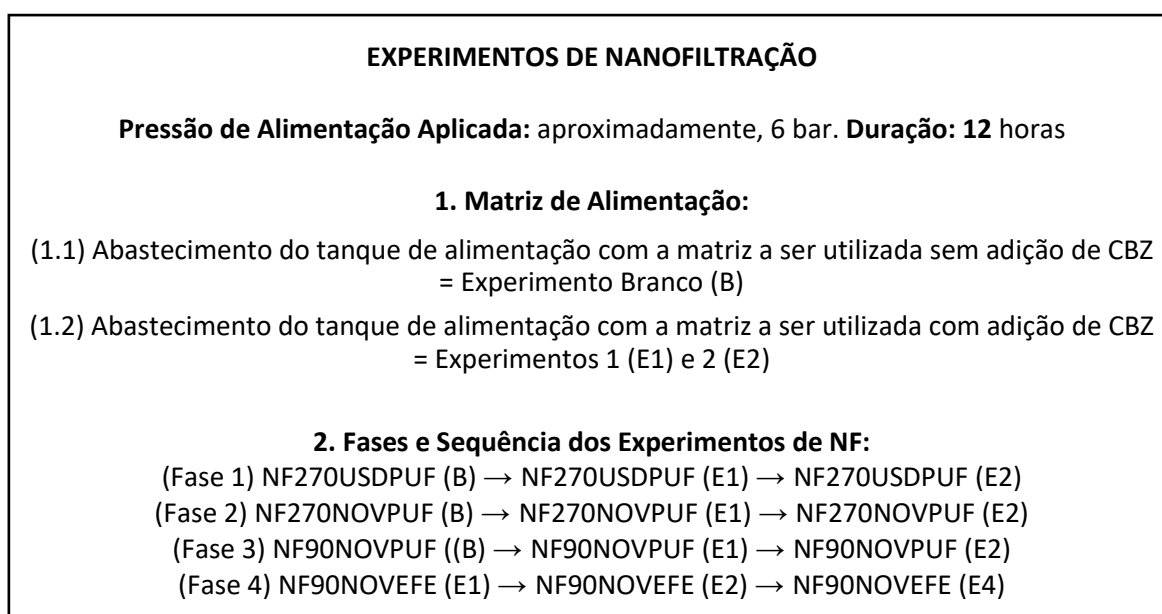 EXPERIMENTOS DE NANOFILTRAÇÃO
Pressão de Alimentação Aplicada: aproximadamente, 6 bar. Duração: 12 horas
1. Matriz de Alimentação:
(1.1) Abastecimento do tanque de alimentação com a matriz a ser utilizada sem adição de CBZ
= Experimento Branco (B)
(1.2) Abastecimento do tanque de alimentação com a matriz a ser utilizada com adição de CBZ
= Experimentos 1 (E1) e 2 (E2)
2. Fases e Sequência dos Experimentos de NF:
(Fase 1) NF270USDPUF (B) → NF270USDPUF (E1) → NF270USDPUF (E2)
(Fase 2) NF270NOVPUF (B) → NF270NOVPUF (E1) → NF270NOVPUF (E2)
(Fase 3) NF90NOVPUF ((B) → NF90NOVPUF (E1) → NF90NOVPUF (E2)
(Fase 4) NF90NOVEFE (E1) → NF90NOVEFE (E2) → NF90NOVEFE (E4)